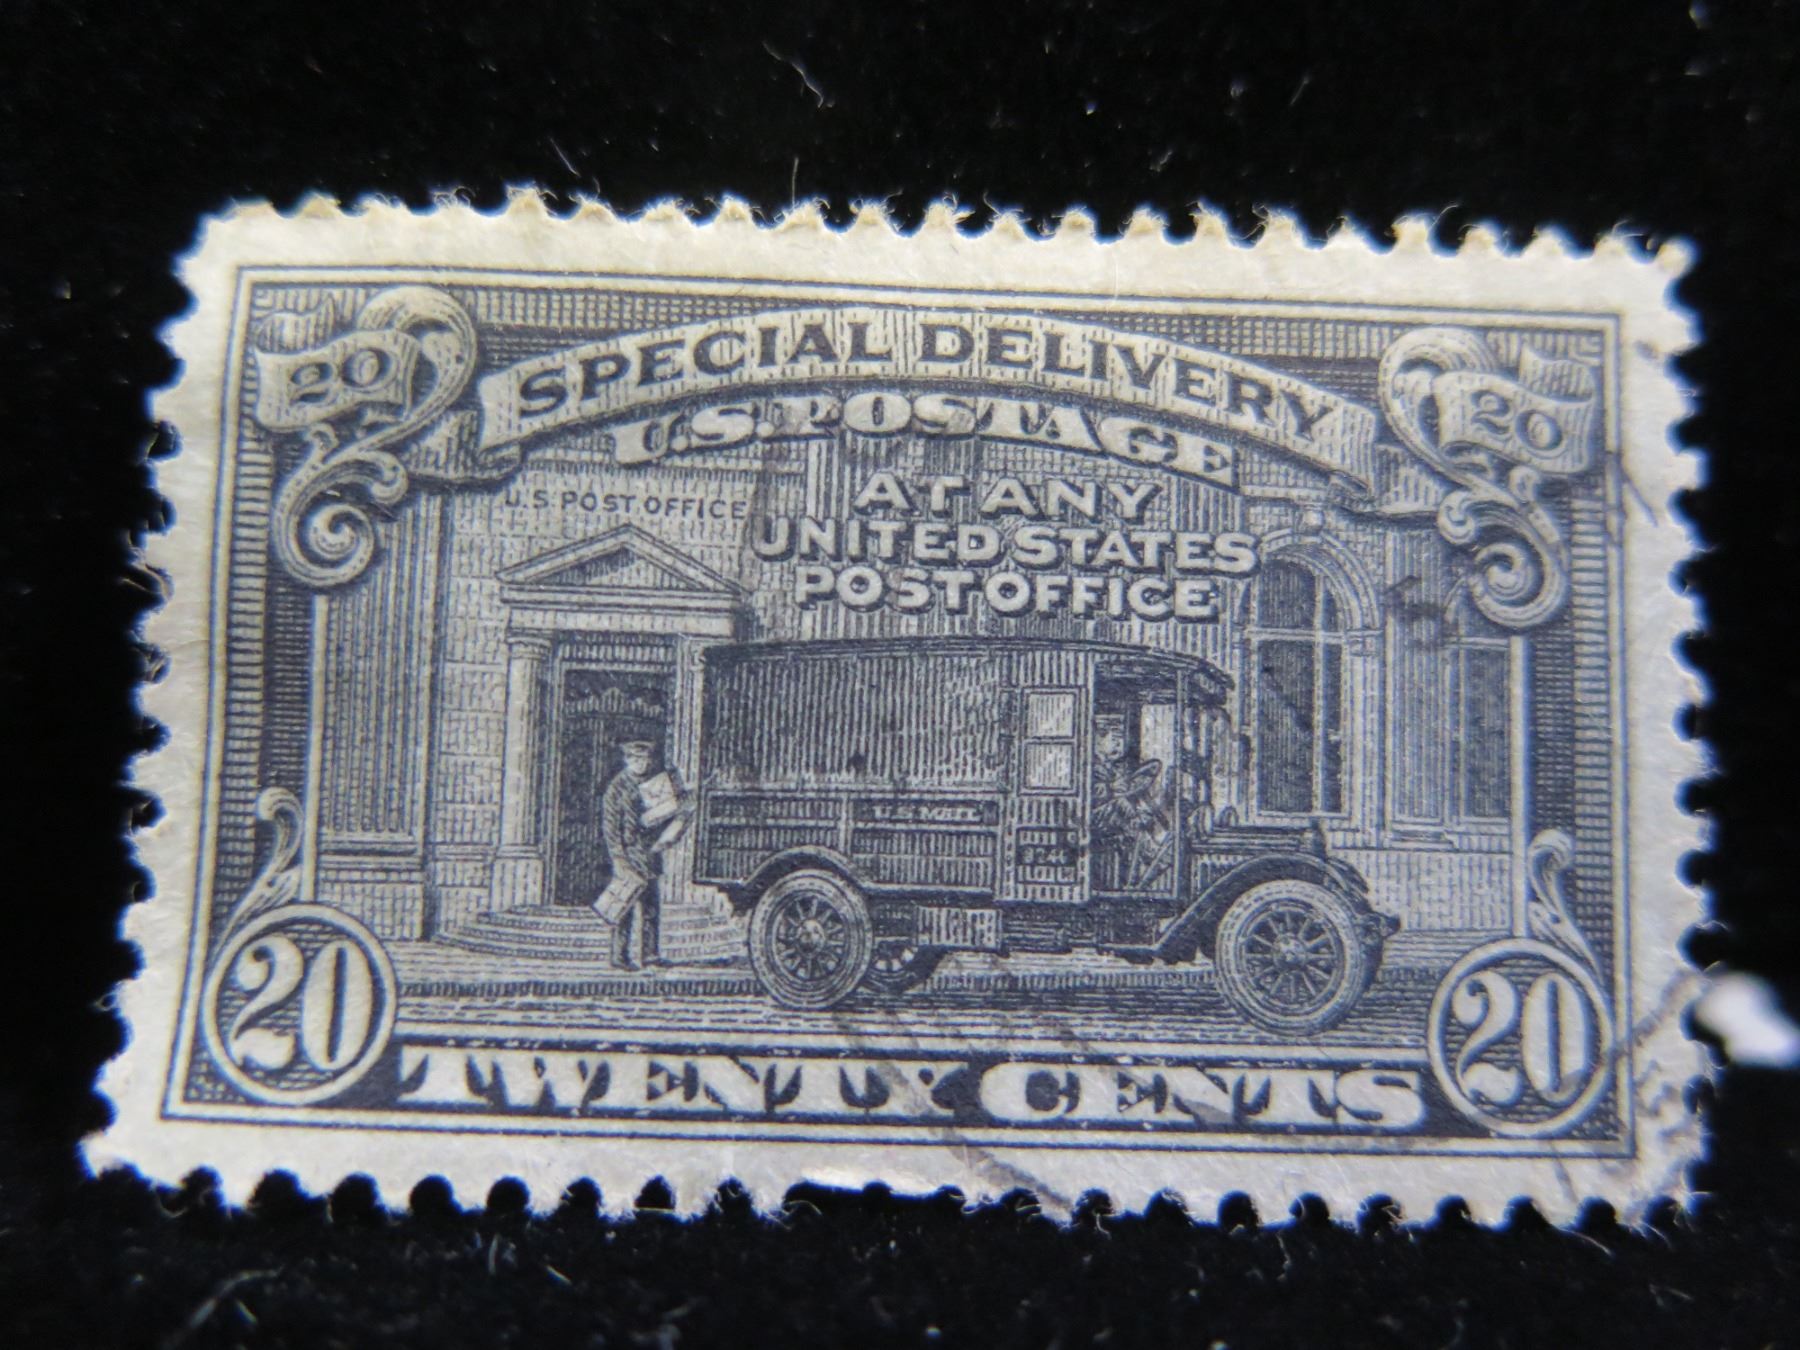 20
SPECIAL DELIVERY
20
U.S. POSTAGE
U.S. POST OFFICE
AT ANY
UNITED STATES
POST OFFICE
U.S. MAIL
20
TWENTY CENTS
20